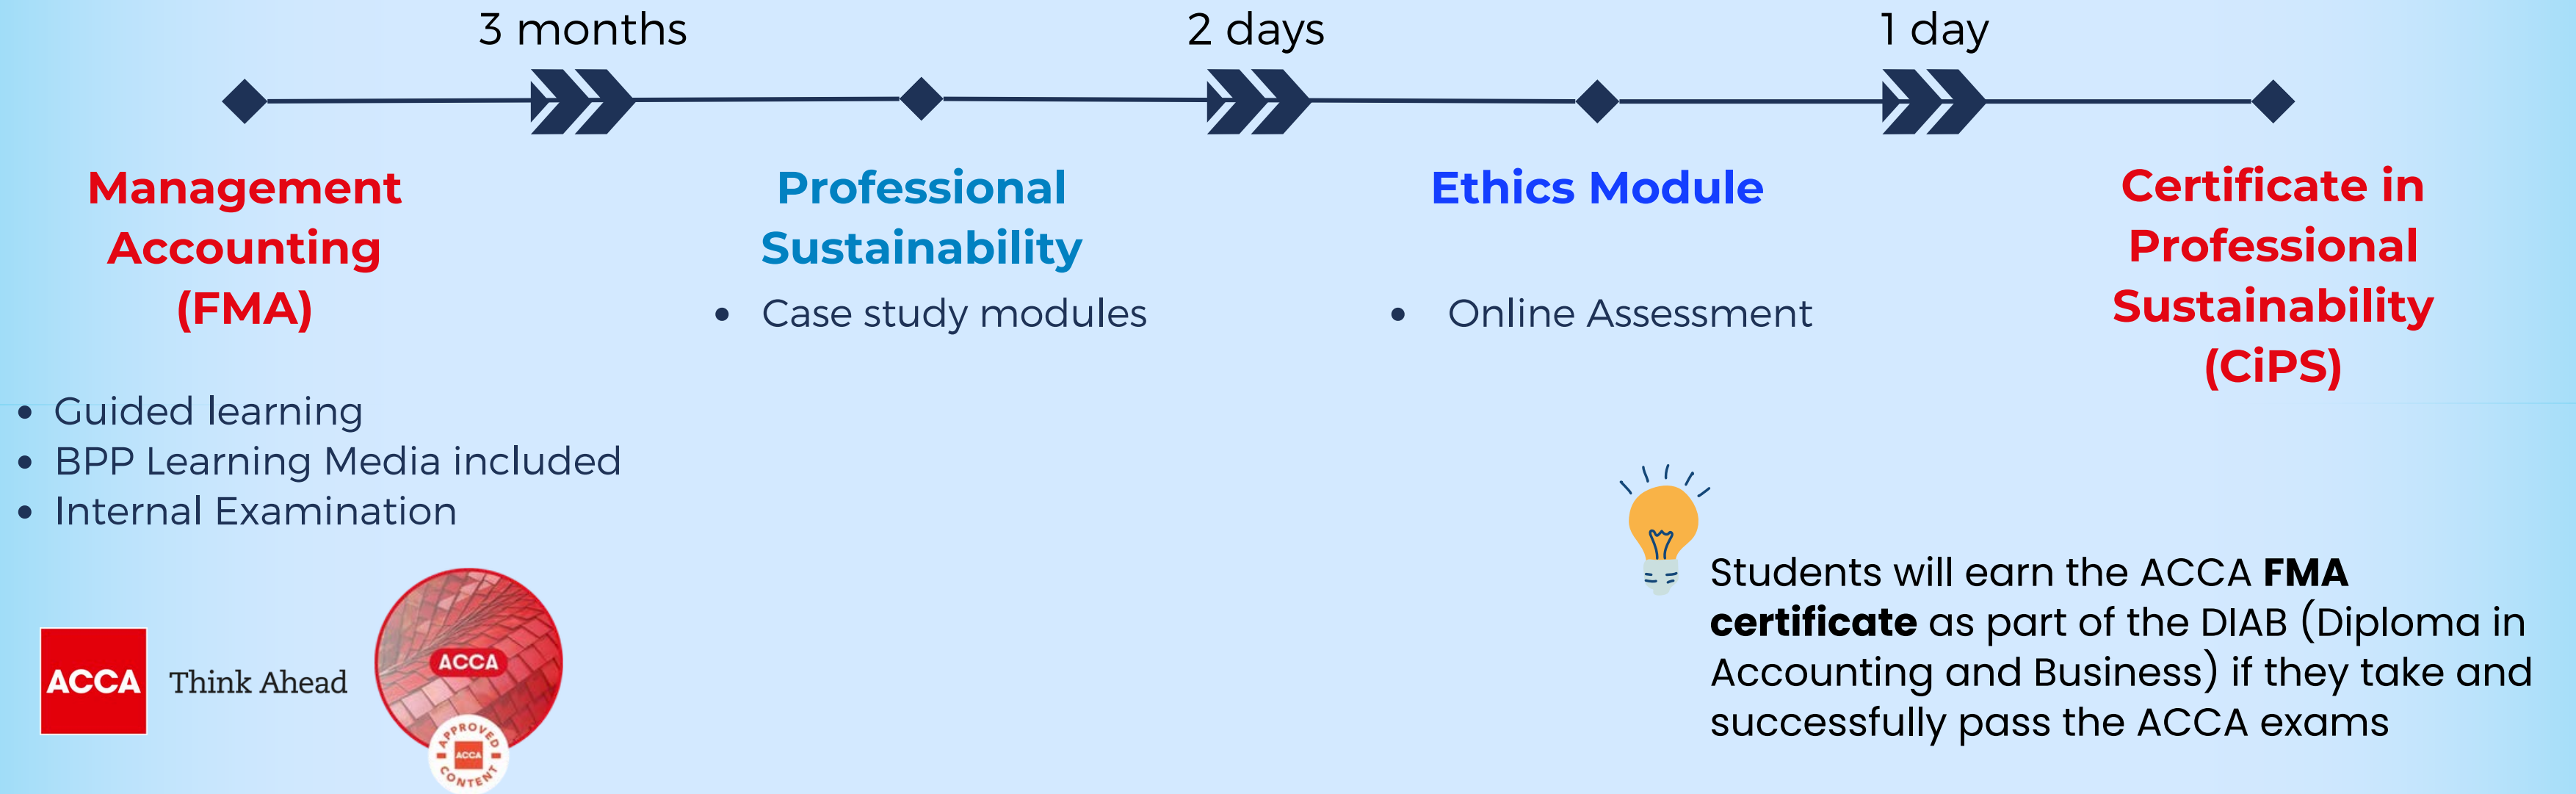 3 months
2 days
1 day
Management
Accounting
(FMA)
• Guided learning
• BPP Learning Media included
• Internal Examination
Professional
Sustainability
• Case study modules
Ethics Module
• Online Assessment
Certificate in
Professional
Sustainability
(CiPS)
ACCA
Think Ahead
ACCA
APPROVED
ACCA
CONTENT
Students will earn the ACCA FMA
certificate as part of the DIAB (Diploma in
Accounting and Business) if they take and
successfully pass the ACCA exams